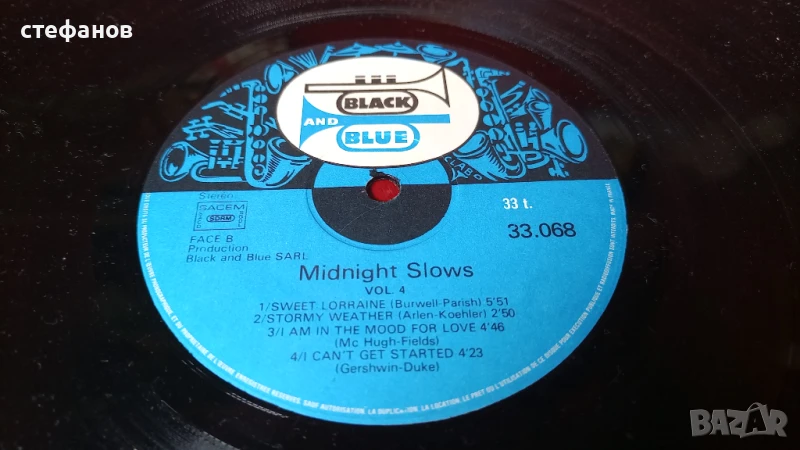 стефанов
BLACK
AND
BLUE
CLABO
Stereo
SACEM
SDRM
33 t.
33.068
FACE B
Production
Black and Blue SARL
Midnight Slows
VOL. 4
1/SWEET LORRAINE (Burwell-Parish) 5'51
2/STORMY WEATHER (Arlen-Koehler) 2'50
3/I AM IN THE MOOD FOR LOVE 4'46
(Mc Hugh-Fields)
4/I CAN'T GET STARTED 4'23
(Gershwin-Duke)
BAZAR